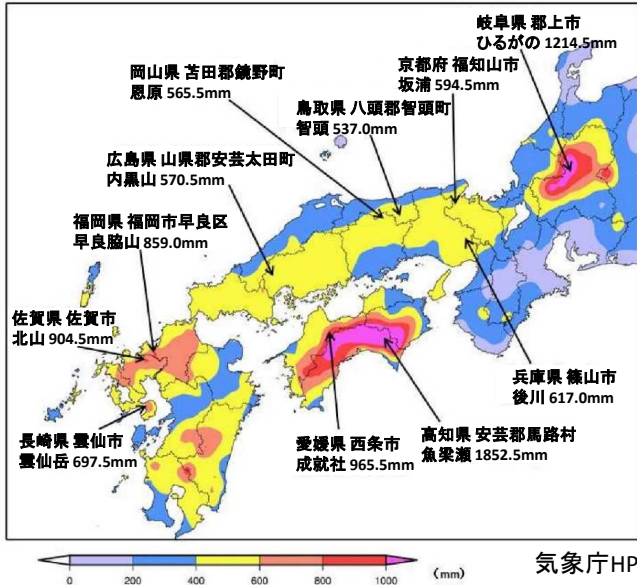 岐阜県 郡上市
ひるがの 1214.5mm
岡山県 苫田郡鏡野町
恩原 565.5mm
京都府 福知山市
坂浦 594.5mm
鳥取県 八頭郡智頭町
智頭 537.0mm
広島県 山県郡安芸太田町
内黒山 570.5mm
福岡県 福岡市早良区
早良脇山 859.0mm
佐賀県 佐賀市
北山 904.5mm
長崎県 雲仙市
雲仙岳 697.5mm
愛媛県 西条市
成就社 965.5mm
高知県 安芸郡馬路村
魚梁瀬 1852.5mm
兵庫県 篠山市
後川 617.0mm
0 200 400 600 800 1000 (mm)
気象庁HP